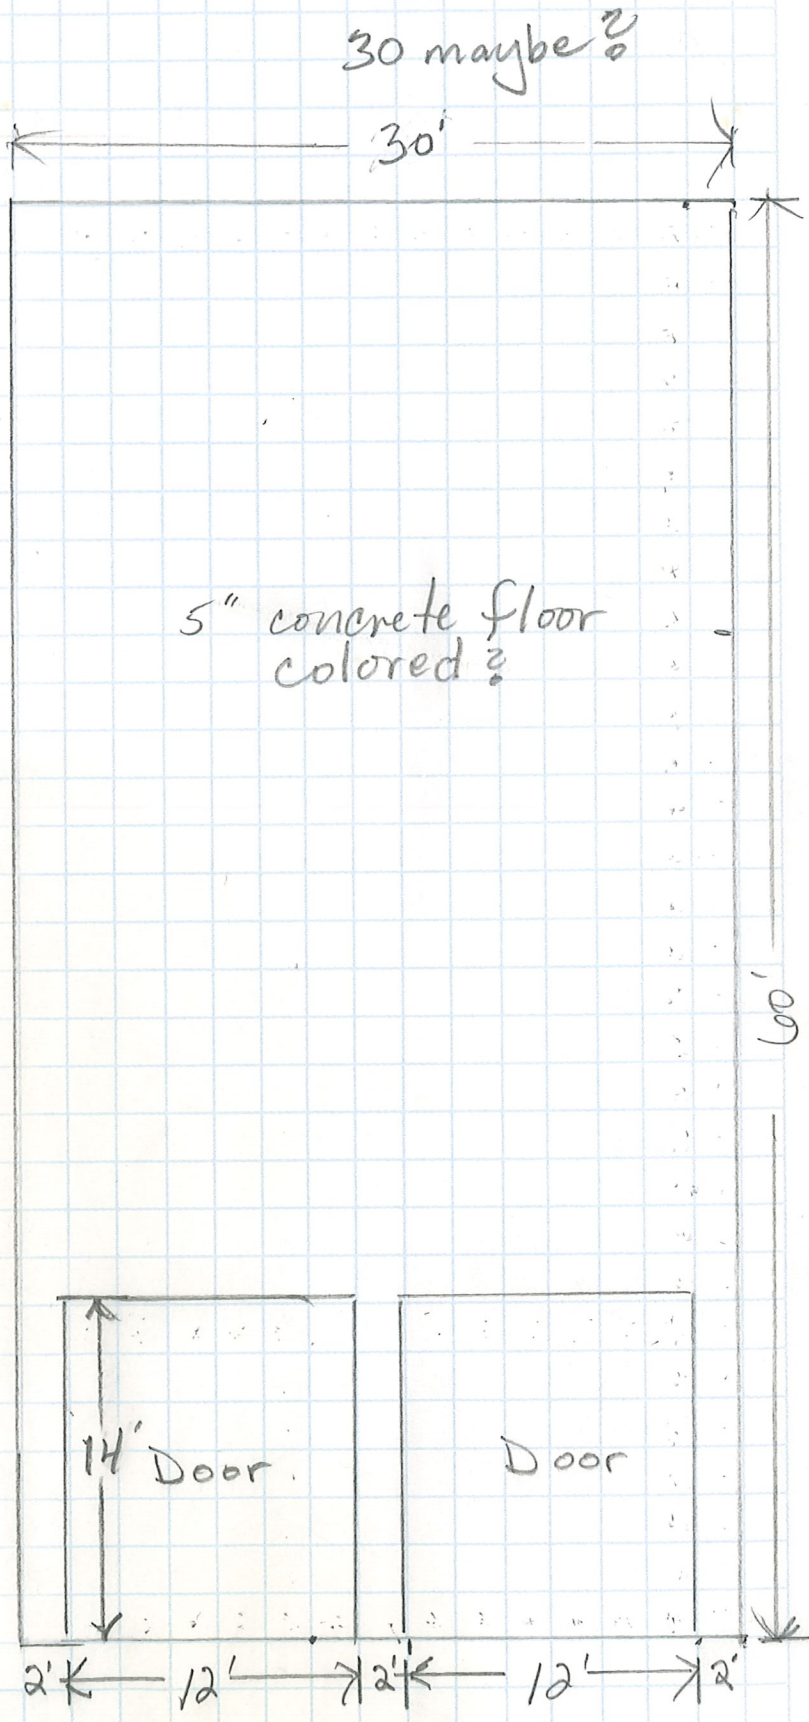 30 maybe?
30'
5" concrete floor
colored?
60'
14' Door
Door
2' 12' 2' 12' 2'